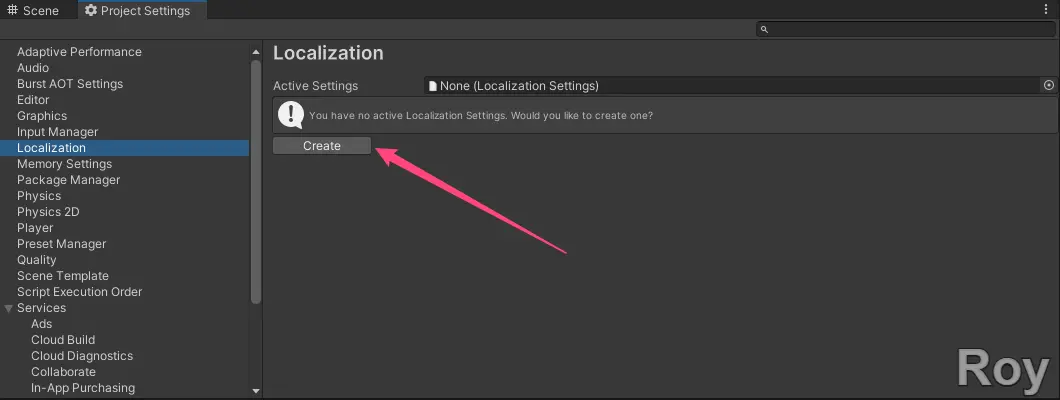 Scene Project Settings
Localization
Active Settings None (Localization Settings)
You have no active Localization Settings. Would you like to create one?
Create
Adaptive Performance
Audio
Burst AOT Settings
Editor
Graphics
Input Manager
Localization
Memory Settings
Package Manager
Physics
Physics 2D
Player
Preset Manager
Quality
Scene Template
Script Execution Order
Services
Ads
Cloud Build
Cloud Diagnostics
Collaborate
In-App Purchasing
Roy